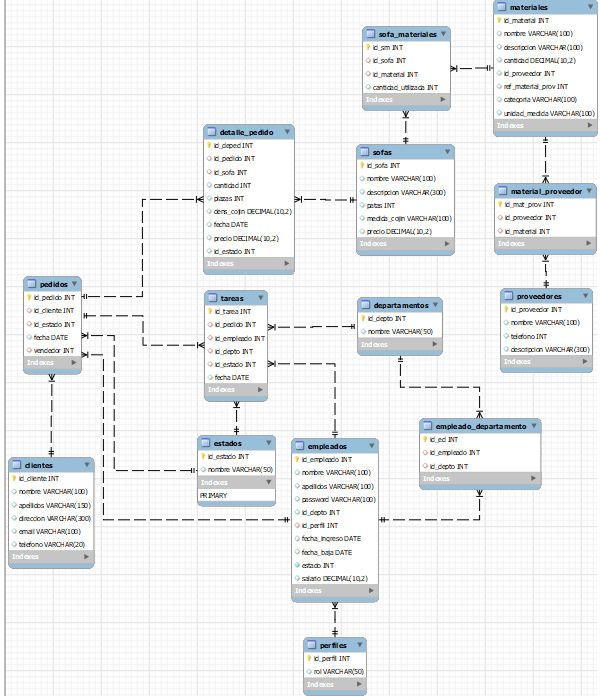 materiales
id_material INT
nombre VARCHAR(100)
descripcion VARCHAR(100)
cantidad DECIMAL(10,2)
id_proveedor INT
ref_material_prov INT
categoria VARCHAR(100)
unidad_medida VARCHAR(100)
Indexes
sofa_materiales
id_sm INT
id_sofa INT
id_material INT
cantidad_utilizada INT
Indexes
detalle_pedido
id_deped INT
id_pedido INT
id_sofa INT
cantidad INT
plazas INT
dens_cojin DECIMAL(10,2)
fecha DATE
precio DECIMAL(10,2)
id_estado INT
Indexes
sofas
id_sofa INT
nombre VARCHAR(100)
descripcion VARCHAR(300)
patas INT
medida_cojin VARCHAR(100)
precio DECIMAL(10,2)
Indexes
material_proveedor
id_mat_prov INT
id_proveedor INT
id_material INT
Indexes
pedidos
id_pedido INT
id_cliente INT
id_estado INT
fecha DATE
vendedor INT
Indexes
tareas
id_tarea INT
id_pedido INT
id_empleado INT
id_depto INT
id_estado INT
fecha DATE
Indexes
departamentos
id_depto INT
nombre VARCHAR(50)
Indexes
proveedores
id_proveedor INT
nombre VARCHAR(100)
telefono INT
descripcion VARCHAR(300)
Indexes
clientes
id_cliente INT
nombre VARCHAR(100)
apellidos VARCHAR(150)
direccion VARCHAR(300)
email VARCHAR(100)
telefono VARCHAR(20)
Indexes
estados
id_estado INT
nombre VARCHAR(50)
Indexes
PRIMARY
empleados
id_empleado INT
nombre VARCHAR(100)
apellidos VARCHAR(100)
password VARCHAR(100)
id_depto INT
id_perfil INT
fecha_ingreso DATE
fecha_baja DATE
estado INT
salario DECIMAL(10,2)
Indexes
empleado_departamento
id_ed INT
id_empleado INT
id_depto INT
Indexes
perfiles
id_perfil INT
rol VARCHAR(50)
Indexes